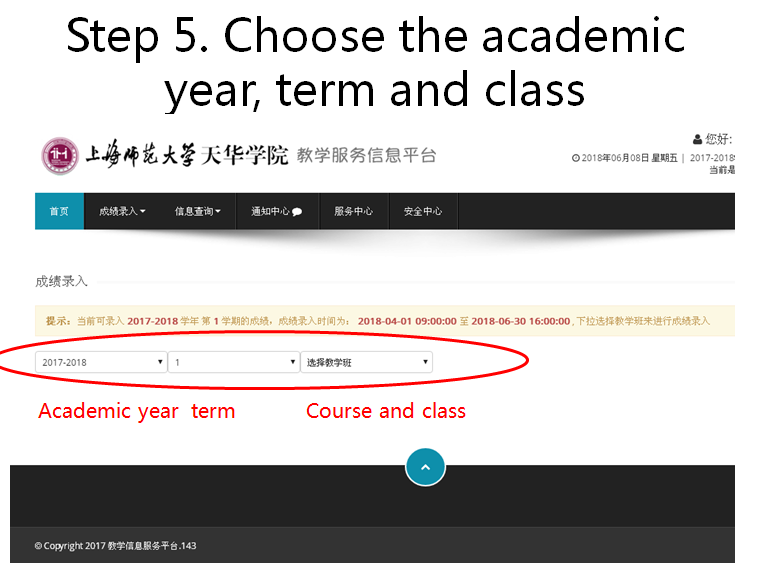 Step 5. Choose the academic
year, term and class
上海师范大学天华学院 教学服务信息平台
您好:
2018年06月08日 星期五 | 2017-2018
当前是
首页 成绩录入 信息查询 通知中心 服务中心 安全中心
成绩录入
提示：当前可录入 2017-2018 学年 第 1 学期的成绩，成绩录入时间为： 2018-04-01 09:00:00 至 2018-06-30 16:00:00 , 下拉选择教学班来进行成绩录入
2017-2018 1 选择教学班
Academic year term Course and class
© Copyright 2017 教学信息服务平台.143